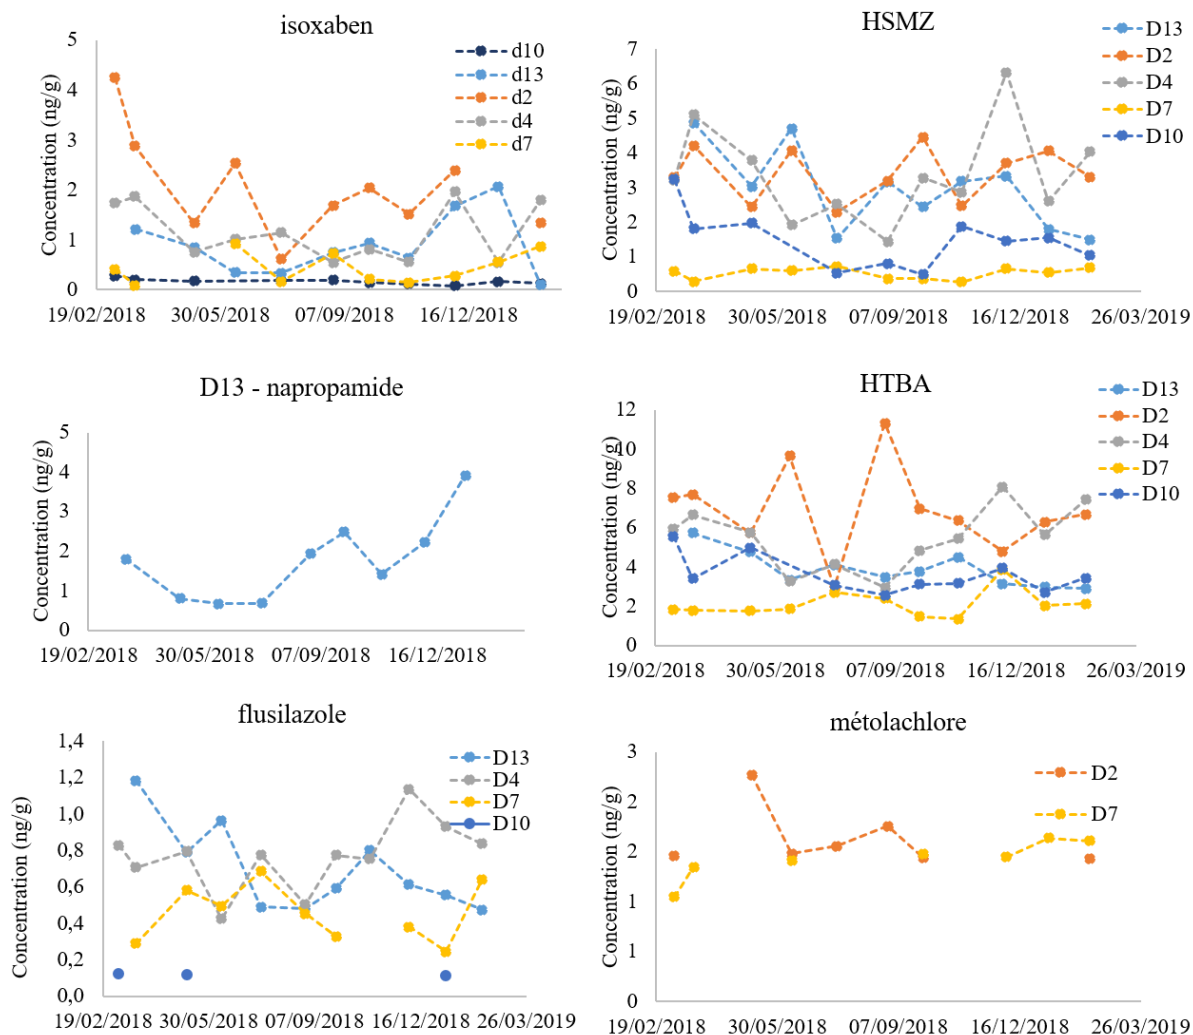 isoxaben
Concentration (ng/g)
5
4
3
2
1
0
19/02/2018 30/05/2018 07/09/2018 16/12/2018
d10
d13
d2
d4
d7
HSMZ
Concentration (ng/g)
7
6
5
4
3
2
1
0
19/02/2018 30/05/2018 07/09/2018 16/12/2018 26/03/2019
D13
D2
D4
D7
D10
D13 - napropamide
Concentration (ng/g)
5
4
3
2
1
0
19/02/2018 30/05/2018 07/09/2018 16/12/2018
HTBA
Concentration (ng/g)
12
10
8
6
4
2
0
19/02/2018 30/05/2018 07/09/2018 16/12/2018 26/03/2019
D13
D2
D4
D7
D10
flusilazole
Concentration (ng/g)
1,4
1,2
1,0
0,8
0,6
0,4
0,2
0,0
19/02/2018 30/05/2018 07/09/2018 16/12/2018 26/03/2019
D13
D4
D7
D10
métolachlore
Concentration (ng/g)
3
2
2
1
1
0
19/02/2018 30/05/2018 07/09/2018 16/12/2018 26/03/2019
D2
D7